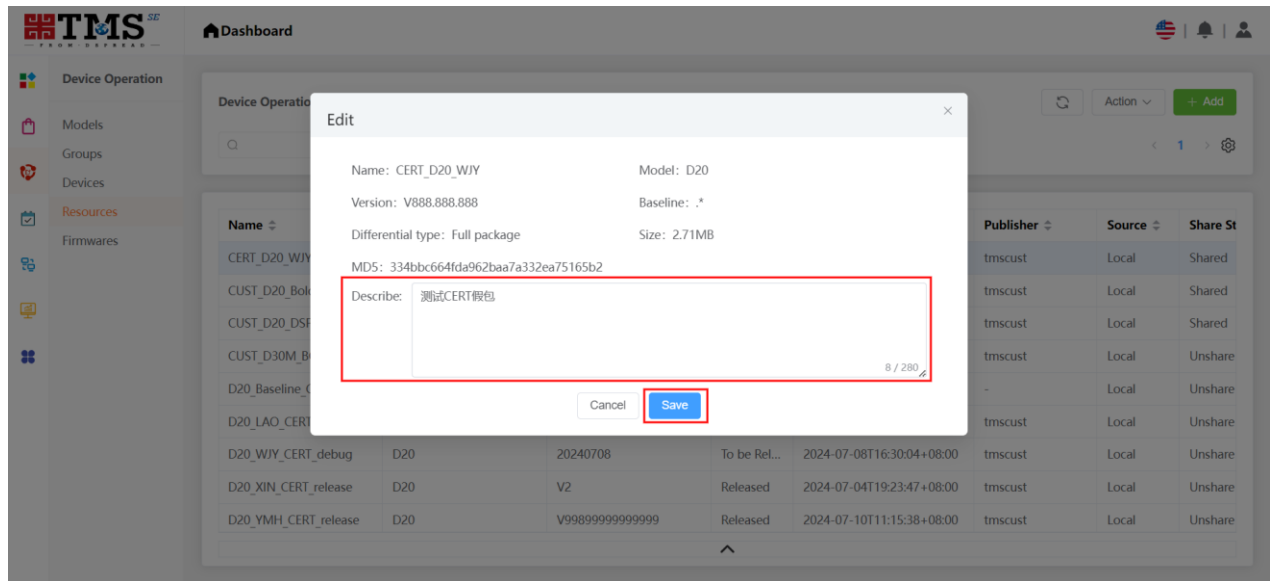 TMS SE
FROM·DSPREAD
Dashboard
Device Operation
Models
Groups
Devices
Resources
Firmwares
Device Operatio
Action
+ Add
1
Edit
Name: CERT_D20_WJY
Model: D20
Version: V888.888.888
Baseline: .*
Differential type: Full package
Size: 2.71MB
MD5: 334bbc664fda962baa7a332ea75165b2
Describe: 测试CERT假包
8 / 280
Cancel
Save
Name Publisher Source Share St
CERT_D20_WJY tmscust Local Shared
CUST_D20_Bol tmscust Local Shared
CUST_D20_DSP tmscust Local Shared
CUST_D30M_B tmscust Local Unshare
D20_Baseline_ - Local Unshare
D20_LAO_CERT tmscust Local Unshare
D20_WJY_CERT_debug D20 20240708 To be Rel... 2024-07-08T16:30:04+08:00 tmscust Local Unshare
D20_XIN_CERT_release D20 V2 Released 2024-07-04T19:23:47+08:00 tmscust Local Unshare
D20_YMH_CERT_release D20 V99899999999999 Released 2024-07-10T11:15:38+08:00 tmscust Local Unshare